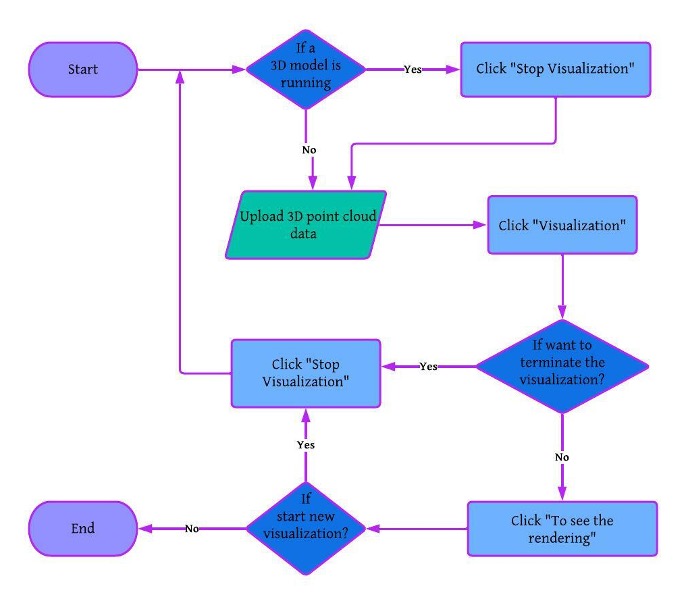 Start
If a
3D model is
running
Yes
Click "Stop Visualization"
No
Upload 3D point cloud
data
Click "Visualization"
If want to
terminate the
visualization?
Yes
Click "Stop
Visualization"
No
Yes
Click "To see the
rendering"
If
start new
visualization?
No
End